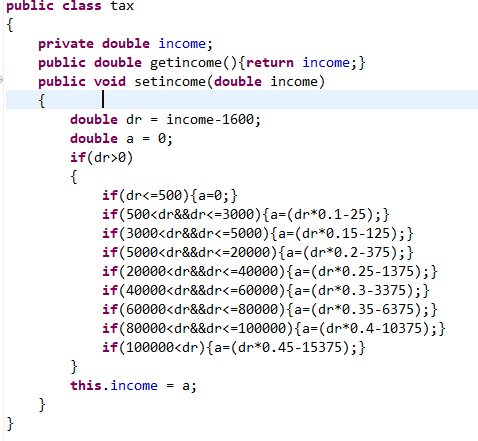 public class tax
{
    private double income;
    public double getincome(){return income;}
    public void setincome(double income)
    {
        double dr = income-1600;
        double a = 0;
        if(dr>0)
        {
            if(dr<=500){a=0;}
            if(500<dr&&dr<=3000){a=(dr*0.1-25);}
            if(3000<dr&&dr<=5000){a=(dr*0.15-125);}
            if(5000<dr&&dr<=20000){a=(dr*0.2-375);}
            if(20000<dr&&dr<=40000){a=(dr*0.25-1375);}
            if(40000<dr&&dr<=60000){a=(dr*0.3-3375);}
            if(60000<dr&&dr<=80000){a=(dr*0.35-6375);}
            if(80000<dr&&dr<=100000){a=(dr*0.4-10375);}
            if(100000<dr){a=(dr*0.45-15375);}
        }
        this.income = a;
    }
}